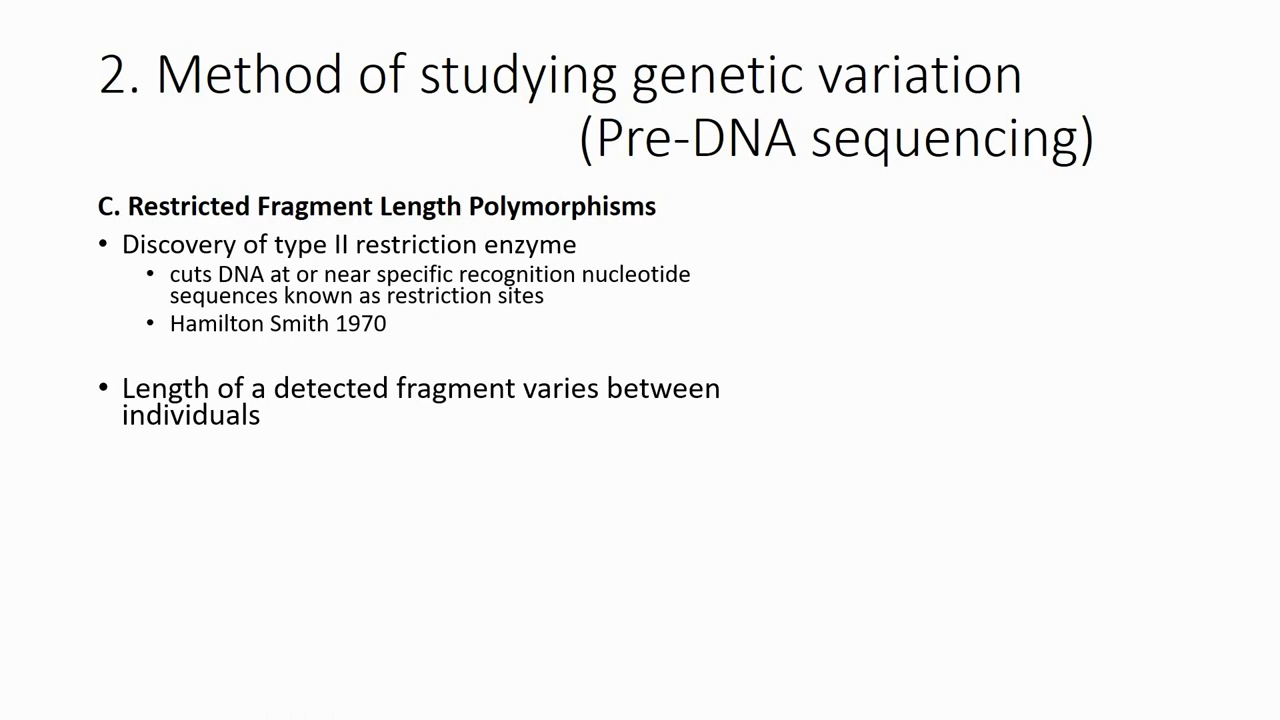 2. Method of studying genetic variation
(Pre-DNA sequencing)
C. Restricted Fragment Length Polymorphisms
• Discovery of type II restriction enzyme
• cuts DNA at or near specific recognition nucleotide
sequences known as restriction sites
• Hamilton Smith 1970
• Length of a detected fragment varies between
individuals